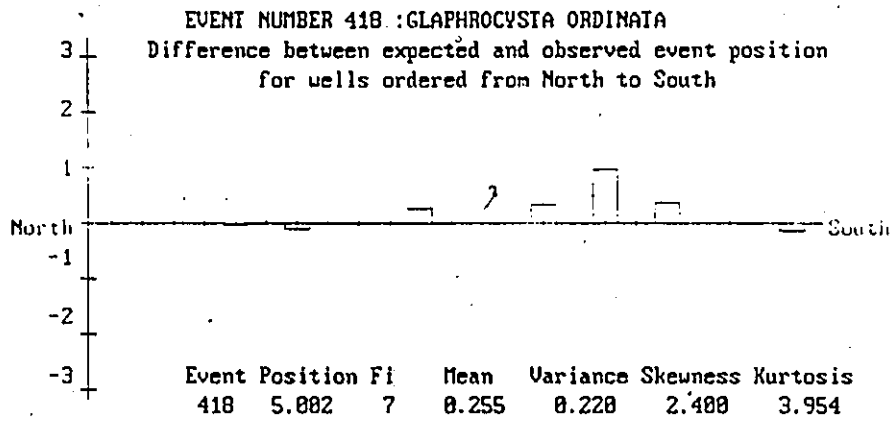 EVENT NUMBER 418 :GLAPHROCYSTA ORDINATA
Difference between expected and observed event position
for wells ordered from North to South
3
2
1
North South
-1
-2
-3
Event Position Fi Mean Variance Skewness Kurtosis
418 5.002 7 0.255 0.220 2.400 3.954